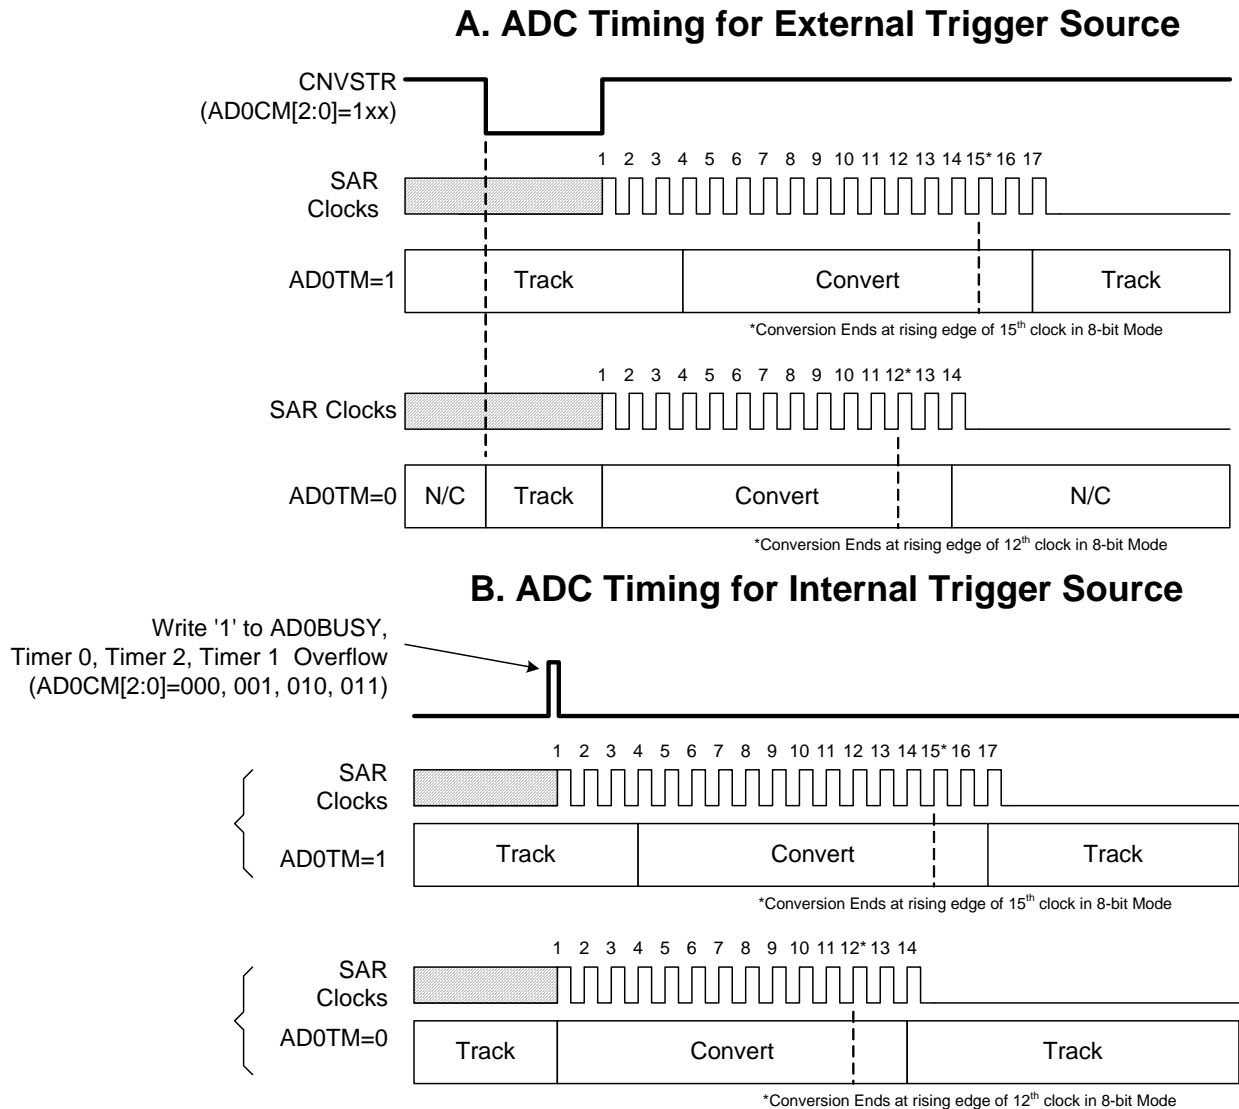 A. ADC Timing for External Trigger Source
CNVSTR
(AD0CM[2:0]=1xx)
1 2 3 4 5 6 7 8 9 10 11 12 13 14 15* 16 17
SAR
Clocks
AD0TM=1 Track Convert Track
*Conversion Ends at rising edge of 15th clock in 8-bit Mode
1 2 3 4 5 6 7 8 9 10 11 12* 13 14
SAR Clocks
AD0TM=0 N/C Track Convert N/C
*Conversion Ends at rising edge of 12th clock in 8-bit Mode
B. ADC Timing for Internal Trigger Source
Write '1' to AD0BUSY,
Timer 0, Timer 2, Timer 1 Overflow
(AD0CM[2:0]=000, 001, 010, 011)
1 2 3 4 5 6 7 8 9 10 11 12 13 14 15* 16 17
SAR
Clocks
AD0TM=1 Track Convert Track
*Conversion Ends at rising edge of 15th clock in 8-bit Mode
1 2 3 4 5 6 7 8 9 10 11 12* 13 14
SAR
Clocks
AD0TM=0 Track Convert Track
*Conversion Ends at rising edge of 12th clock in 8-bit Mode